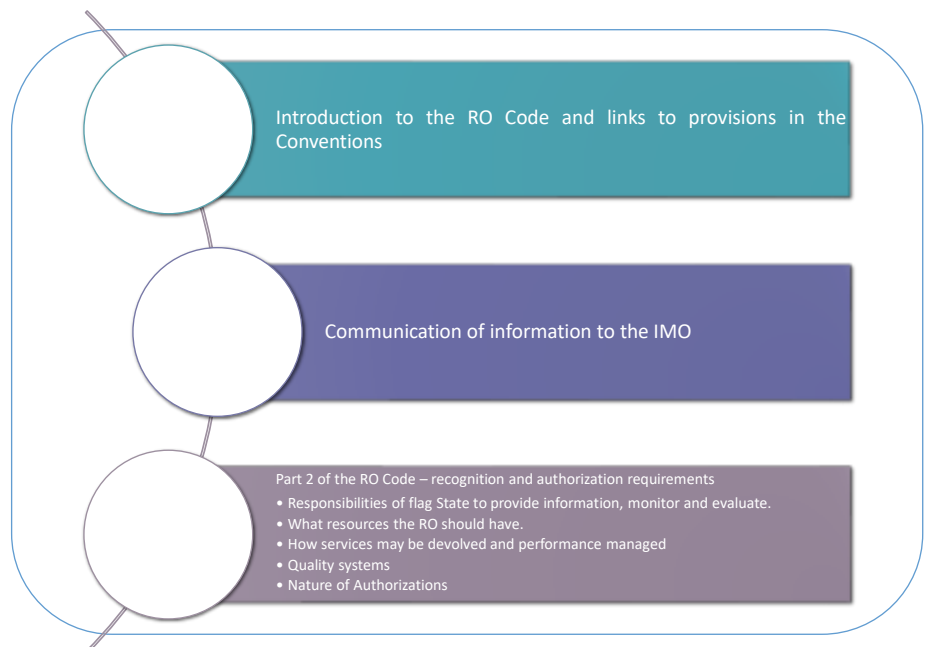 Introduction to the RO Code and links to provisions in the
Conventions
Communication of information to the IMO
Part 2 of the RO Code – recognition and authorization requirements
• Responsibilities of flag State to provide information, monitor and evaluate.
• What resources the RO should have.
• How services may be devolved and performance managed
• Quality systems
• Nature of Authorizations